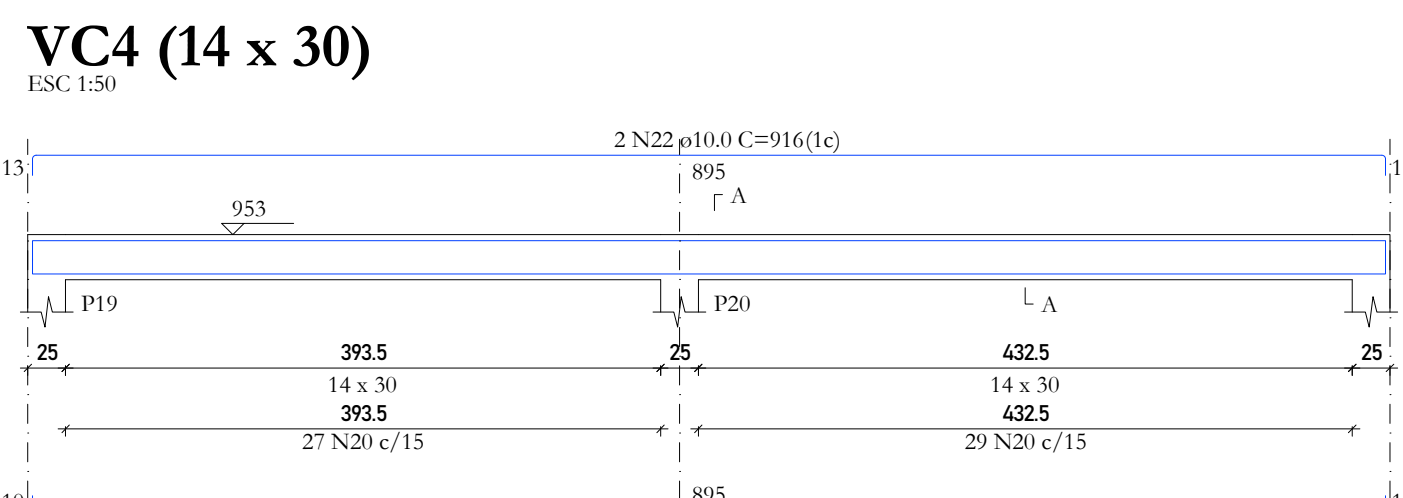 VC4 (14 x 30)
ESC 1:50
2 N22 ø10.0 C=916(1c)
13
895
1
A
953
P19
P20
A
25 393.5 25 432.5 25
14 x 30 14 x 30
393.5 432.5
27 N20 c/15 29 N20 c/15
895